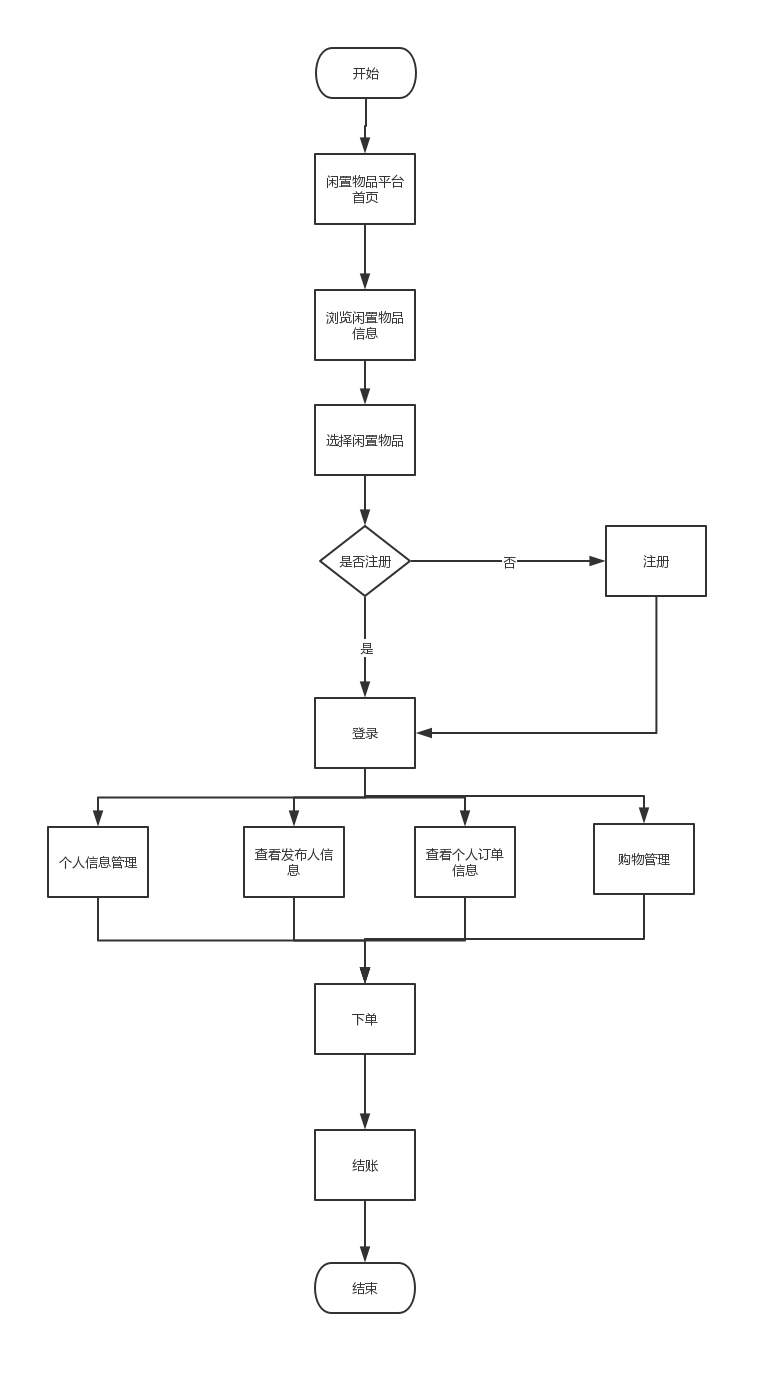 开始
闲置物品平台
首页
浏览闲置物品
信息
选择闲置物品
是否注册
否
注册
是
登录
个人信息管理
查看发布人信
息
查看个人订单
信息
购物管理
下单
结账
结束